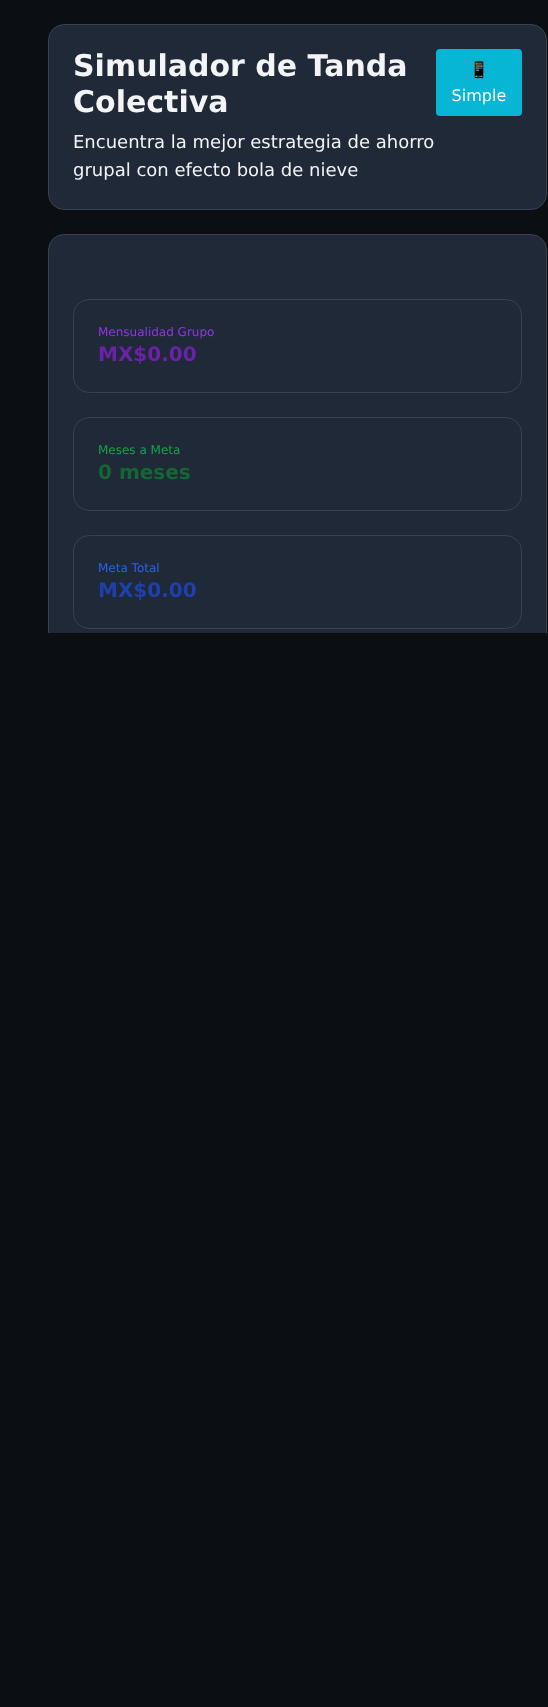 Simulador de Tanda
Colectiva
Simple
Encuentra la mejor estrategia de ahorro
grupal con efecto bola de nieve
Mensualidad Grupo
MX$0.00
Meses a Meta
0 meses
Meta Total
MX$0.00